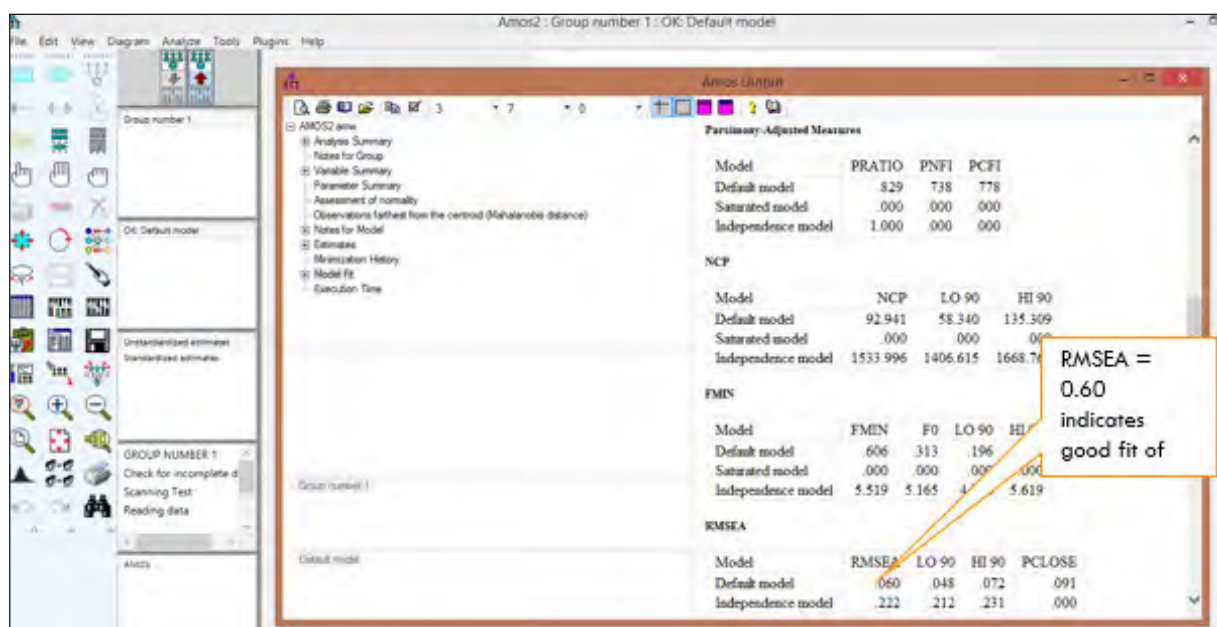 Amos2 : Group number 1 : OK: Default model
File Edit View Diagram Analyze Tools Plugins Help
Group number 1
OK: Default model
Unstandardized estimates
Standardized estimates
GROUP NUMBER 1
Check for incomplete d
Scanning Test
Reading data
AMOS
Amos Output
3 7 0
AMOS2.amw
Analysis Summary
Notes for Group
Variable Summary
Parameter Summary
Assessment of normality
Observations farthest from the centroid (Mahalanobis distance)
Notes for Model
Estimates
Minimization History
Model Fit
Execution Time
Group number 1
Default model
Parsimony-Adjusted Measures
Model PRATIO PNFI PCFI
Default model .829 .738 .778
Saturated model .000 .000 .000
Independence model 1.000 .000 .000
NCP
Model NCP LO 90 HI 90
Default model 92.941 58.340 135.309
Saturated model .000 .000 .000
Independence model 1533.996 1406.615
FMIN
Model FMIN F0 LO 90
Default model .606 .313 .196
Saturated model .000 .000 .000 .000
Independence model 5.519 5.165 5.619
RMSEA
Model RMSEA LO 90 HI 90 PCLOSE
Default model .060 .048 .072 .091
Independence model .222 .212 .231 .000
RMSEA =
0.60
indicates
good fit of